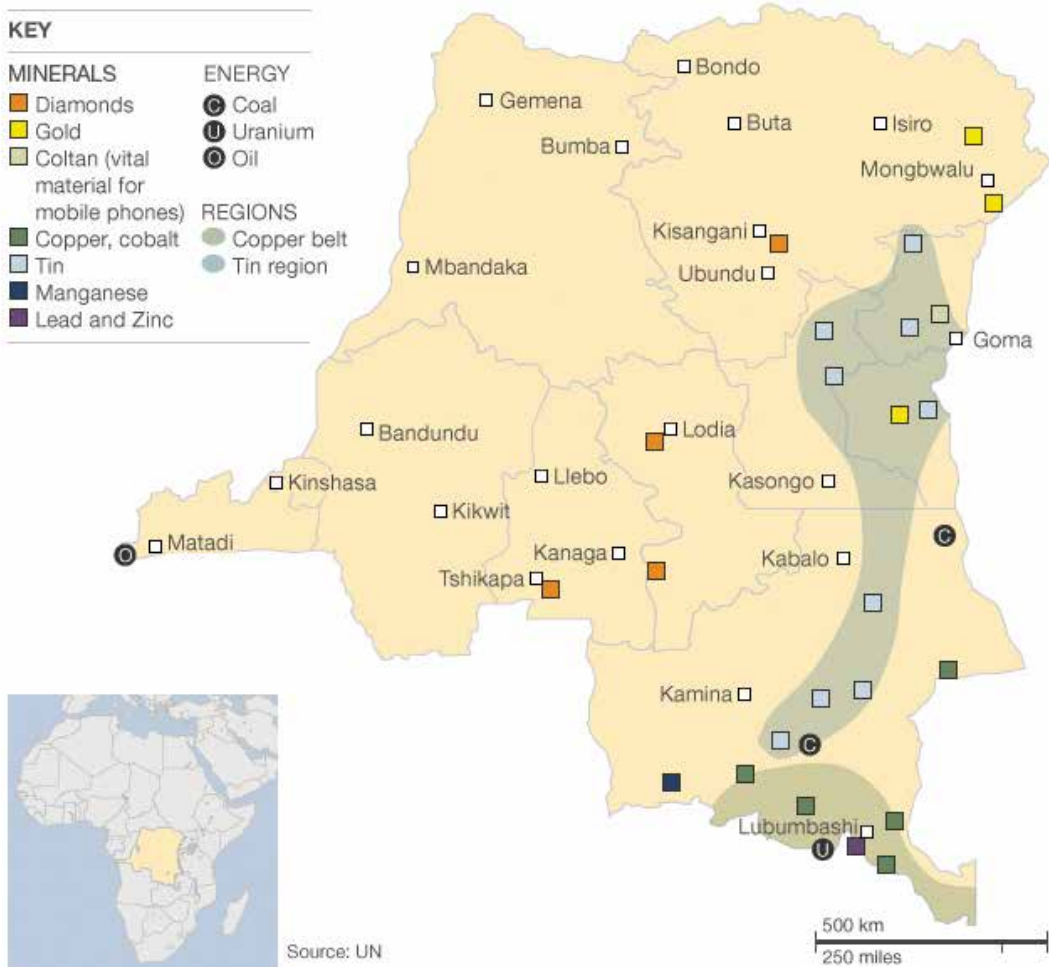 KEY
MINERALS
Diamonds
Gold
Coltan (vital
material for
mobile phones)
Copper, cobalt
Tin
Manganese
Lead and Zinc
ENERGY
C Coal
U Uranium
O Oil
REGIONS
Copper belt
Tin region
Bondo
Gemena
Buta
Isiro
Bumba
Mongbwalu
Kisangani
Mbandaka
Ubundu
Goma
Bandundu
Lodia
Kinshasa
Llebo
Kasongo
Kikwit
C
O
Matadi
Kanaga
Kabalo
Tshikapa
Kamina
C
Lubumbashi
U
500 km
250 miles
Source: UN